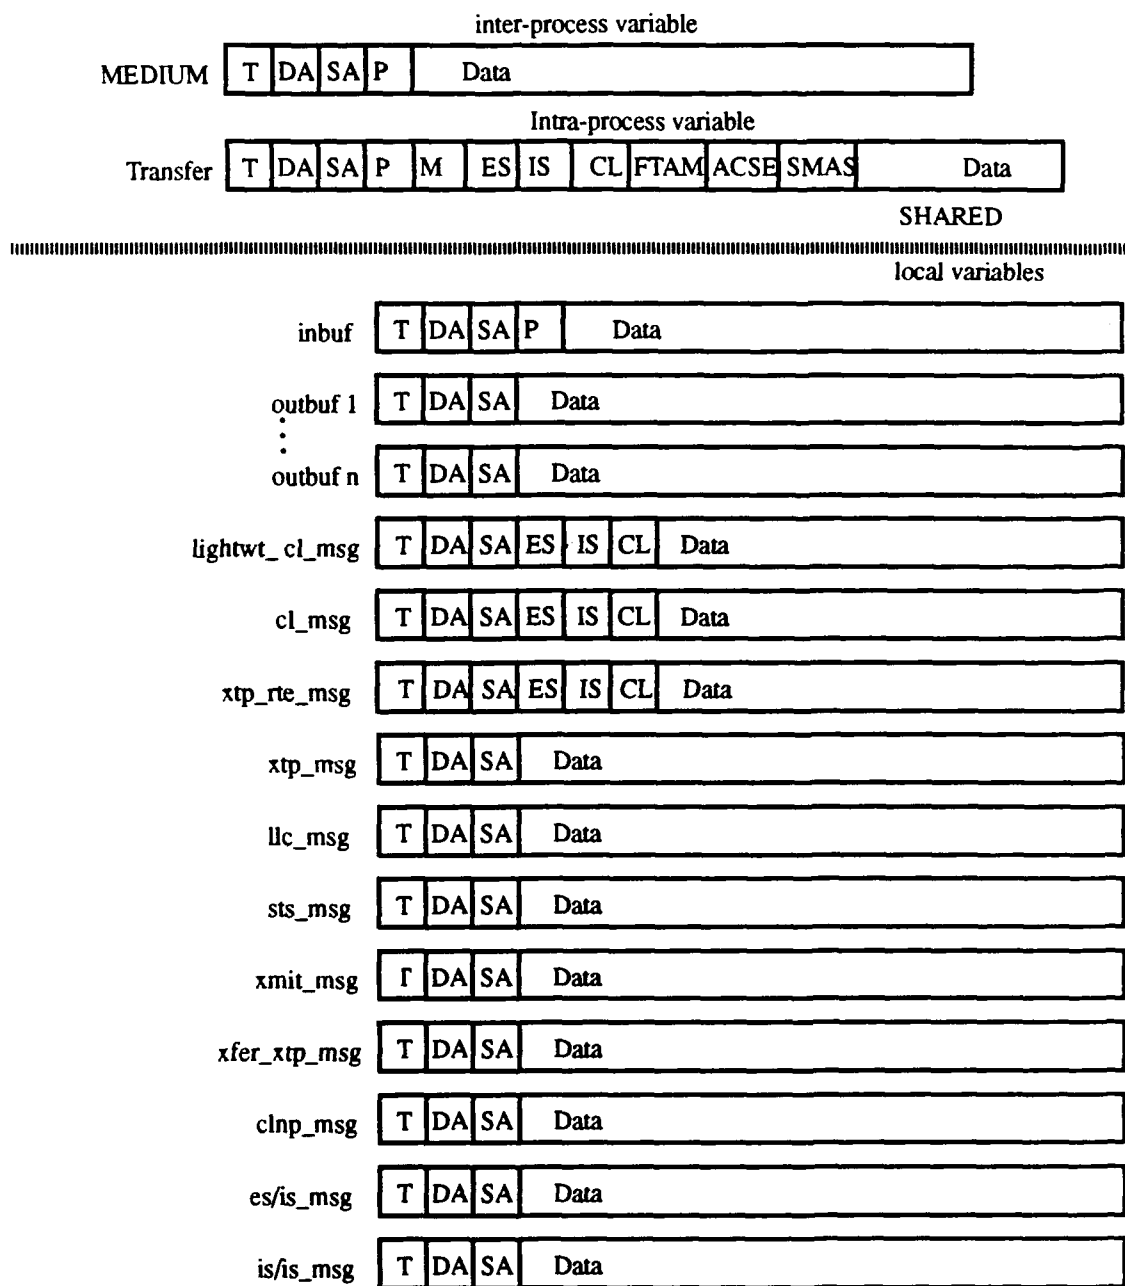 inter-process variable
MEDIUM T DA SA P Data
Intra-process variable
Transfer T DA SA P M ES IS CL FTAM ACSE SMAS Data
SHARED
local variables
inbuf T DA SA P Data
outbuf 1 T DA SA Data
outbuf n T DA SA Data
lightwt_ cl_msg T DA SA ES IS CL Data
cl_msg T DA SA ES IS CL Data
xtp_rte_msg T DA SA ES IS CL Data
xtp_msg T DA SA Data
llc_msg T DA SA Data
sts_msg T DA SA Data
xmit_msg T DA SA Data
xfer_xtp_msg T DA SA Data
clnp_msg T DA SA Data
es/is_msg T DA SA Data
is/is_msg T DA SA Data